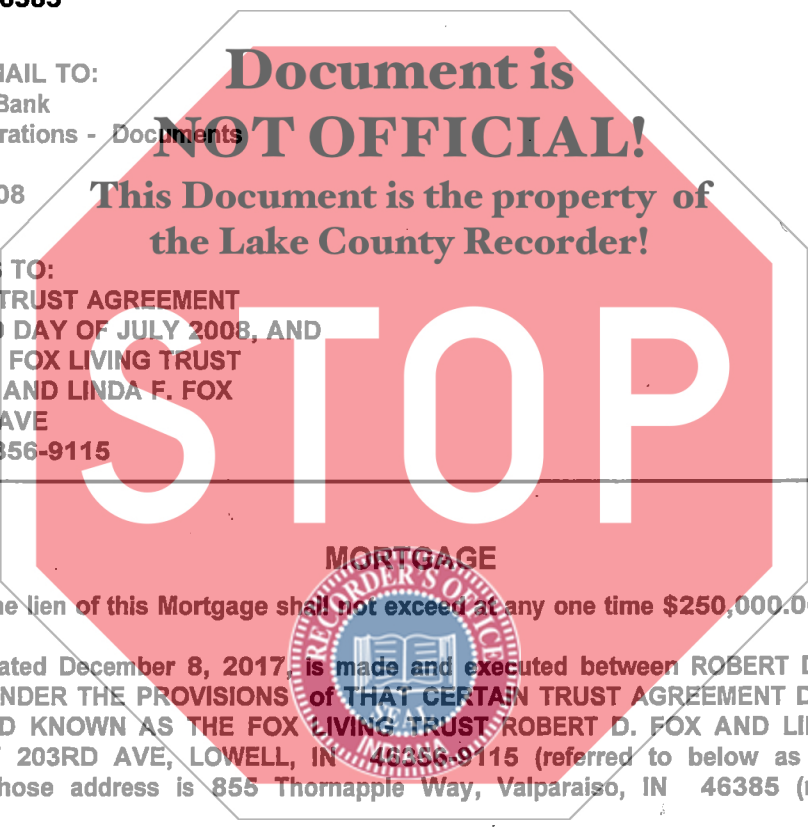 46385
MAIL TO:
Bank
rations - Documents
08
Document is
NOT OFFICIAL!
This Document is the property of
the Lake County Recorder!
TO:
TRUST AGREEMENT
DAY OF JULY 2008, AND
FOX LIVING TRUST
AND LINDA F. FOX
AVE
356-9115
STOP
MORTGAGE
RECORDER'S OFFICE
SEAL
INDIANA
he lien of this Mortgage shall not exceed at any one time $250,000.0
ated December 8, 2017, is made and executed between ROBERT D
NDER THE PROVISIONS of THAT CERTAIN TRUST AGREEMENT D
D KNOWN AS THE FOX LIVING TRUST ROBERT D. FOX AND LI
203RD AVE, LOWELL, IN 46356-9115 (referred to below as
hose address is 855 Thornapple Way, Valparaiso, IN 46385 (